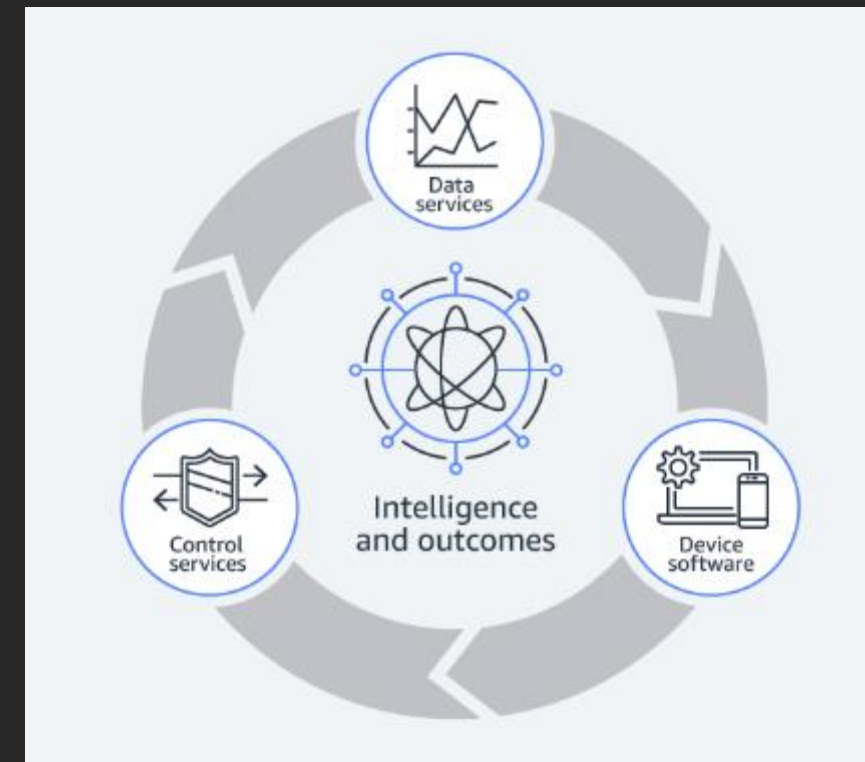 Data
services
Intelligence
and outcomes
Control
services
Device
software